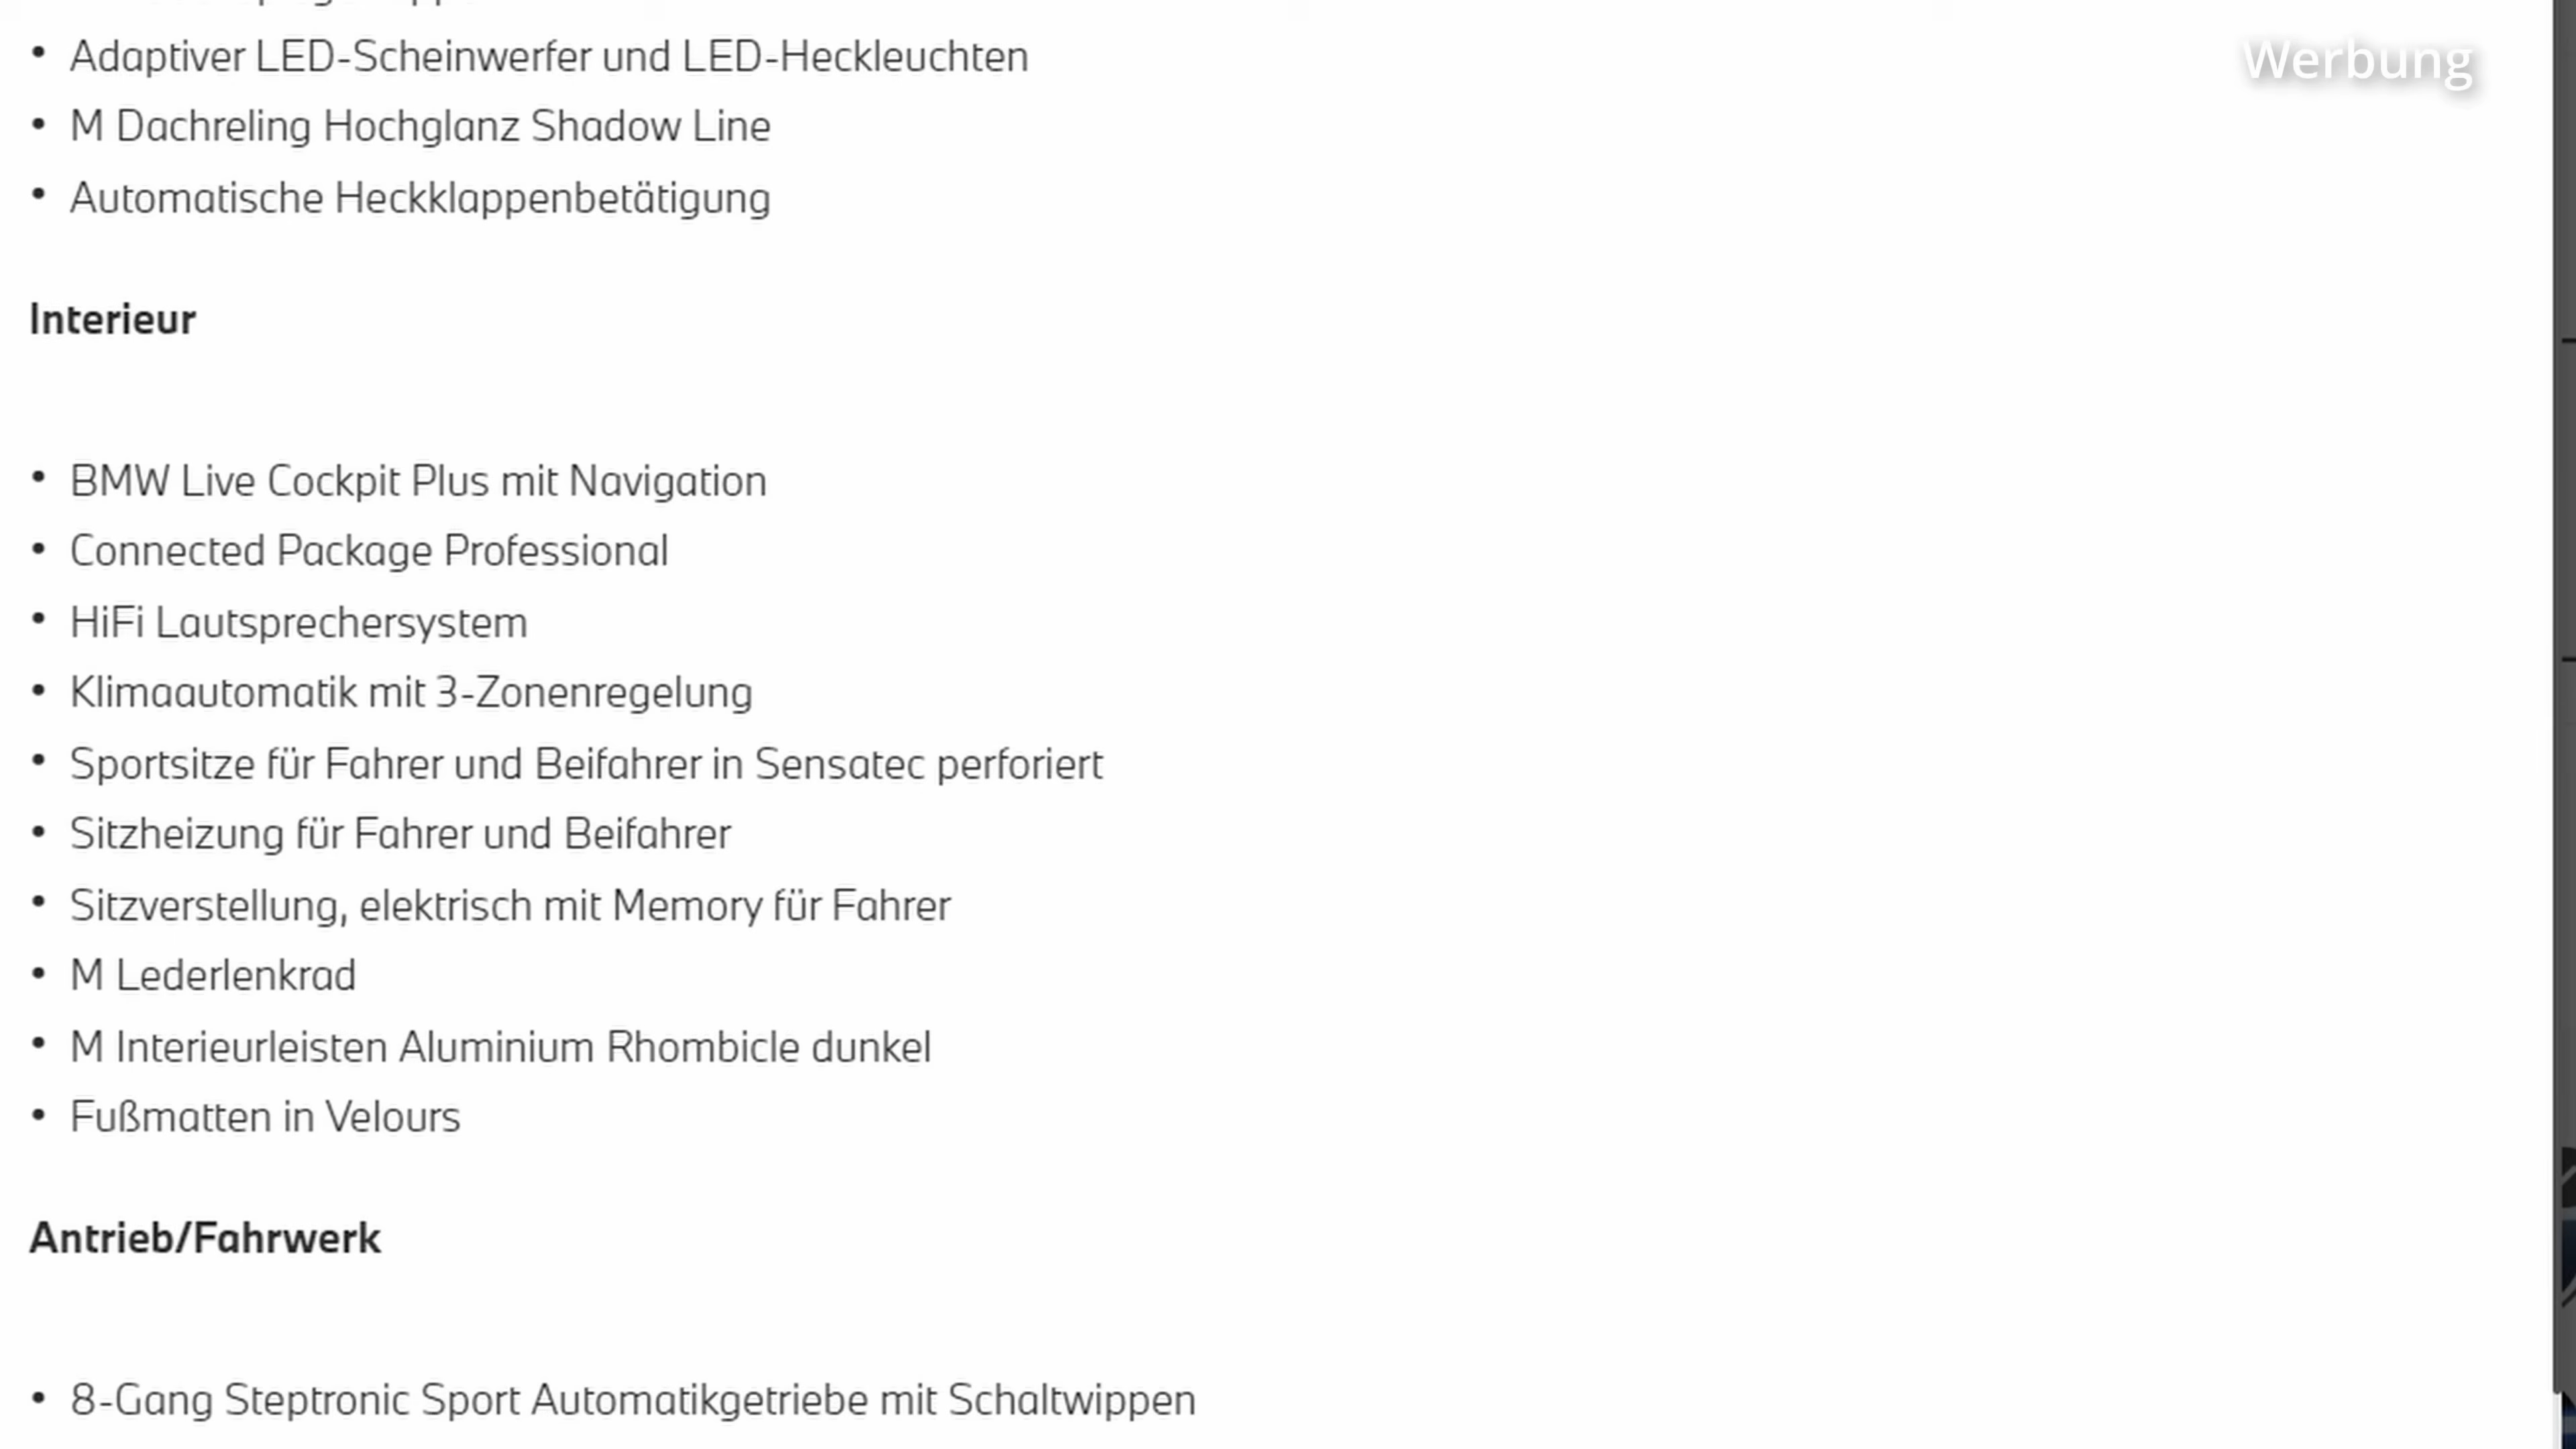 Adaptiver LED-Scheinwerfer und LED-Heckleuchten
Werbung
M Dachreling Hochglanz Shadow Line
Automatische Heckklappenbetätigung
Interieur
BMW Live Cockpit Plus mit Navigation
Connected Package Professional
HiFi Lautsprechersystem
Klimaautomatik mit 3-Zonenregelung
Sportsitze für Fahrer und Beifahrer in Sensatec perforiert
Sitzheizung für Fahrer und Beifahrer
Sitzverstellung, elektrisch mit Memory für Fahrer
M Lederlenkrad
M Interieurleisten Aluminium Rhombicle dunkel
Fußmatten in Velours
Antrieb/Fahrwerk
8-Gang Steptronic Sport Automatikgetriebe mit Schaltwippen